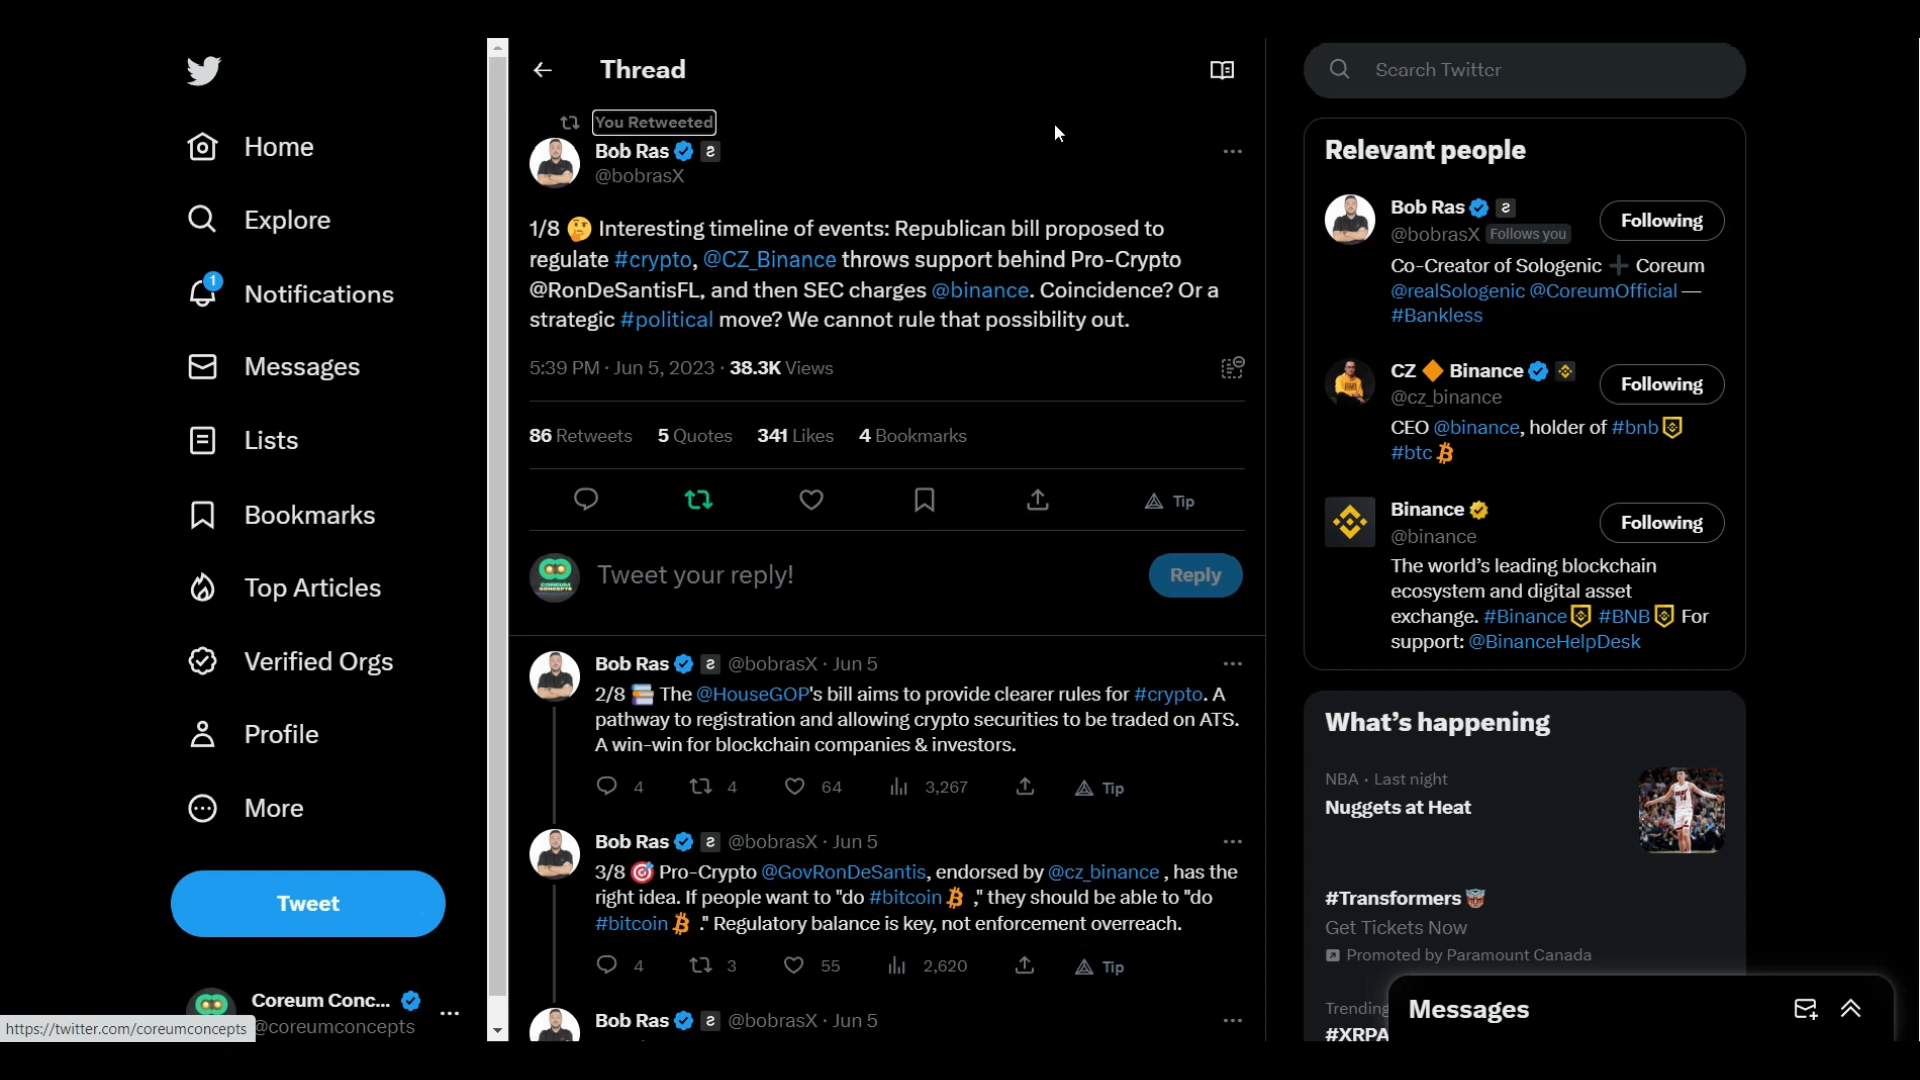 Home
Explore
1
Notifications
Messages
Lists
Bookmarks
Top Articles
Verified Orgs
Profile
More
Tweet
Coreum Conc...
@coreumconcepts
https://twitter.com/coreumconcepts
Thread
You Retweeted
Bob Ras
@bobrasX
1/8 🤔 Interesting timeline of events: Republican bill proposed to
regulate #crypto, @CZ_Binance throws support behind Pro-Crypto
@RonDeSantisFL, and then SEC charges @binance. Coincidence? Or a
strategic #political move? We cannot rule that possibility out.
5:39 PM · Jun 5, 2023 · 38.3K Views
86 Retweets 5 Quotes 341 Likes 4 Bookmarks
Tip
COREUM
CONCEPTS
Tweet your reply!
Reply
Bob Ras @bobrasX · Jun 5
2/8 📚 The @HouseGOP's bill aims to provide clearer rules for #crypto. A
pathway to registration and allowing crypto securities to be traded on ATS.
A win-win for blockchain companies & investors.
4 4 64 3,267 Tip
Bob Ras @bobrasX · Jun 5
3/8 🎯 Pro-Crypto @GovRonDeSantis, endorsed by @cz_binance , has the
right idea. If people want to "do #bitcoin ," they should be able to "do
#bitcoin ." Regulatory balance is key, not enforcement overreach.
4 3 55 2,620 Tip
Bob Ras @bobrasX · Jun 5
Search Twitter
Relevant people
Bob Ras
@bobrasX Follows you
Following
Co-Creator of Sologenic ➕ Coreum
@realSologenic @CoreumOfficial —
#Bankless
CZ 🔶 Binance
@cz_binance
Following
CEO @binance, holder of #bnb
#btc
Binance
@binance
Following
The world's leading blockchain
ecosystem and digital asset
exchange. #Binance #BNB For
support: @BinanceHelpDesk
What's happening
NBA · Last night
Nuggets at Heat
#Transformers
Get Tickets Now
Promoted by Paramount Canada
Trending
#XRPA
Messages